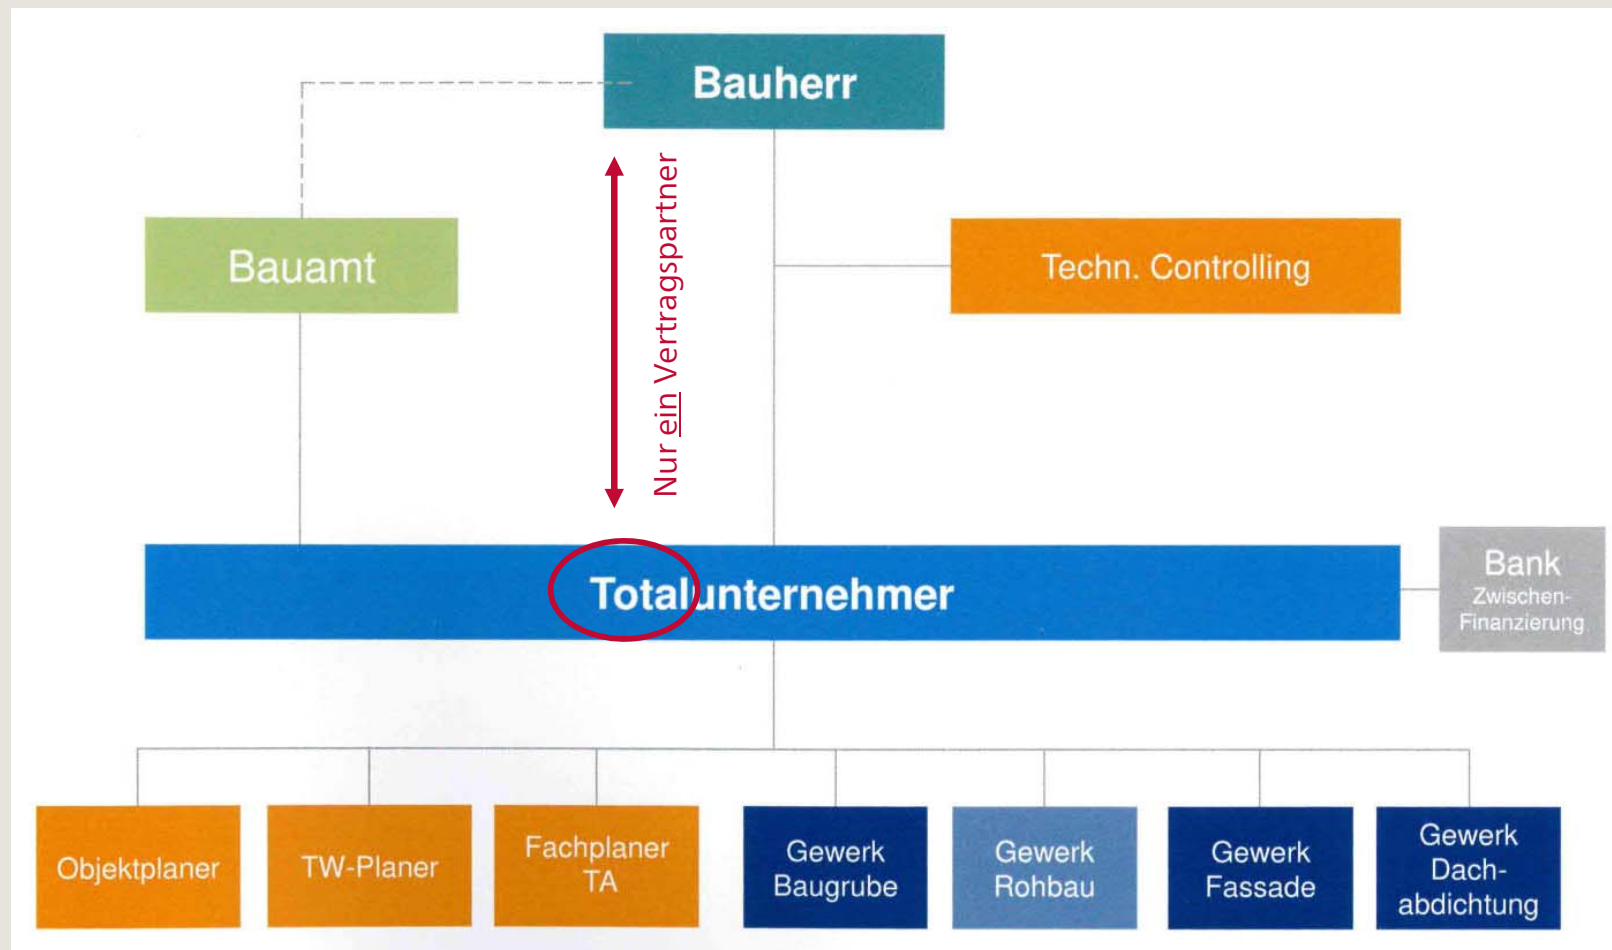 Bauherr
Nur ein Vertragspartner
Bauamt
Techn. Controlling
Totalunternehmer
Bank
Zwischen-
Finanzierung
Objektplaner
TW-Planer
Fachplaner
TA
Gewerk
Baugrube
Gewerk
Rohbau
Gewerk
Fassade
Gewerk
Dach-
abdichtung